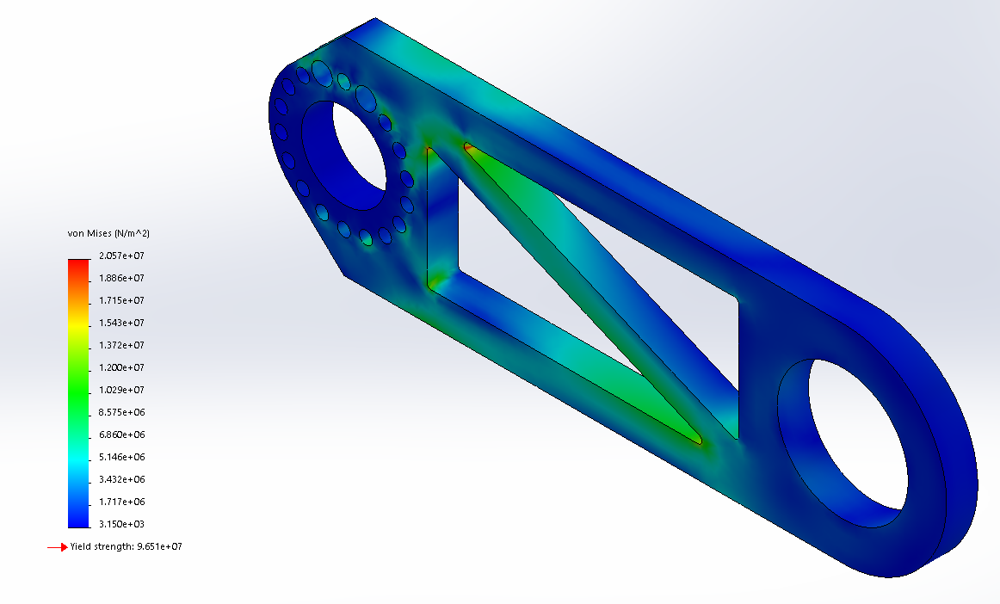 von Mises (N/m^2)
2.057e+07
1.886e+07
1.715e+07
1.543e+07
1.372e+07
1.200e+07
1.029e+07
8.575e+06
6.860e+06
5.146e+06
3.432e+06
1.717e+06
3.150e+03
Yield strength: 9.651e+07